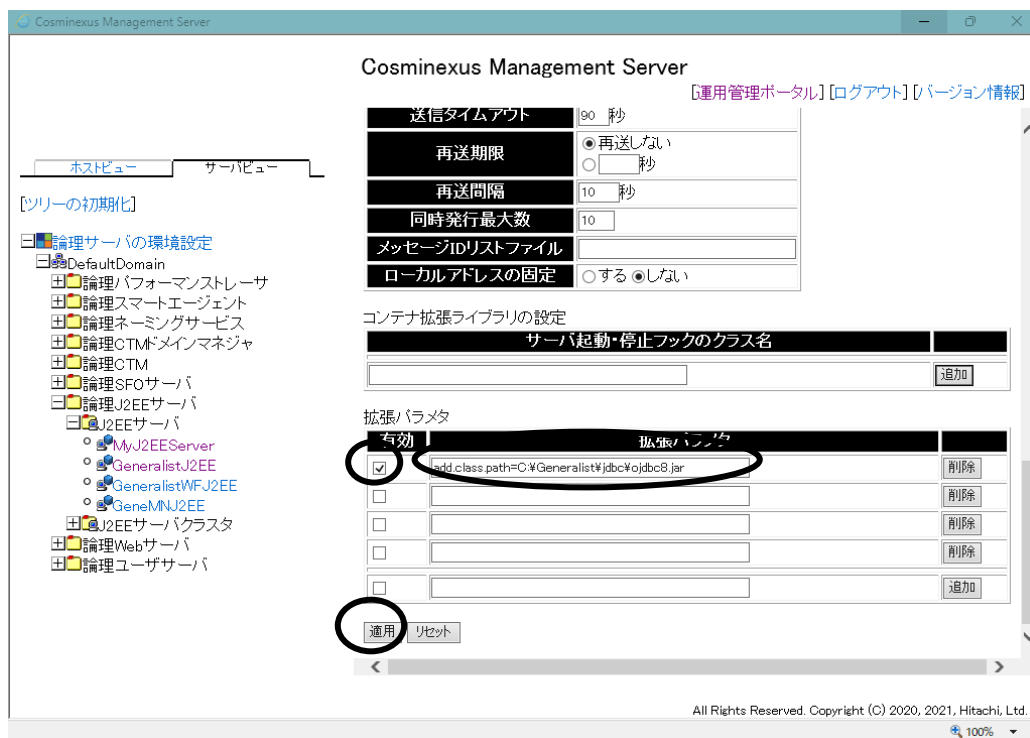 Cosminexus Management Server
Cosminexus Management Server
[運用管理ポータル] [ログアウト] [バージョン情報]
ホストビュー サーバビュー
[ツリーの初期化]
論理サーバの環境設定
DefaultDomain
論理パフォーマンストレーサ
論理スマートエージェント
論理ネーミングサービス
論理CTMドメインマネジャ
論理CTM
論理SFOサーバ
論理J2EEサーバ
J2EEサーバ
MyJ2EEServer
GeneralistJ2EE
GeneralistWFJ2EE
GeneMNJ2EE
J2EEサーバクラスタ
論理Webサーバ
論理ユーザサーバ
送信タイムアウト 90 秒
再送期限 再送しない
秒
再送間隔 10 秒
同時発行最大数 10
メッセージIDリストファイル
ローカルアドレスの固定 する しない
コンテナ拡張ライブラリの設定
サーバ起動・停止フックのクラス名
追加
拡張パラメタ
有効 拡張パラメタ
add.class.path=C:¥Generalist¥jdbc¥ojdbc8.jar 削除
削除
削除
削除
追加
適用 リセット
All Rights Reserved. Copyright (C) 2020, 2021, Hitachi, Ltd.
100%